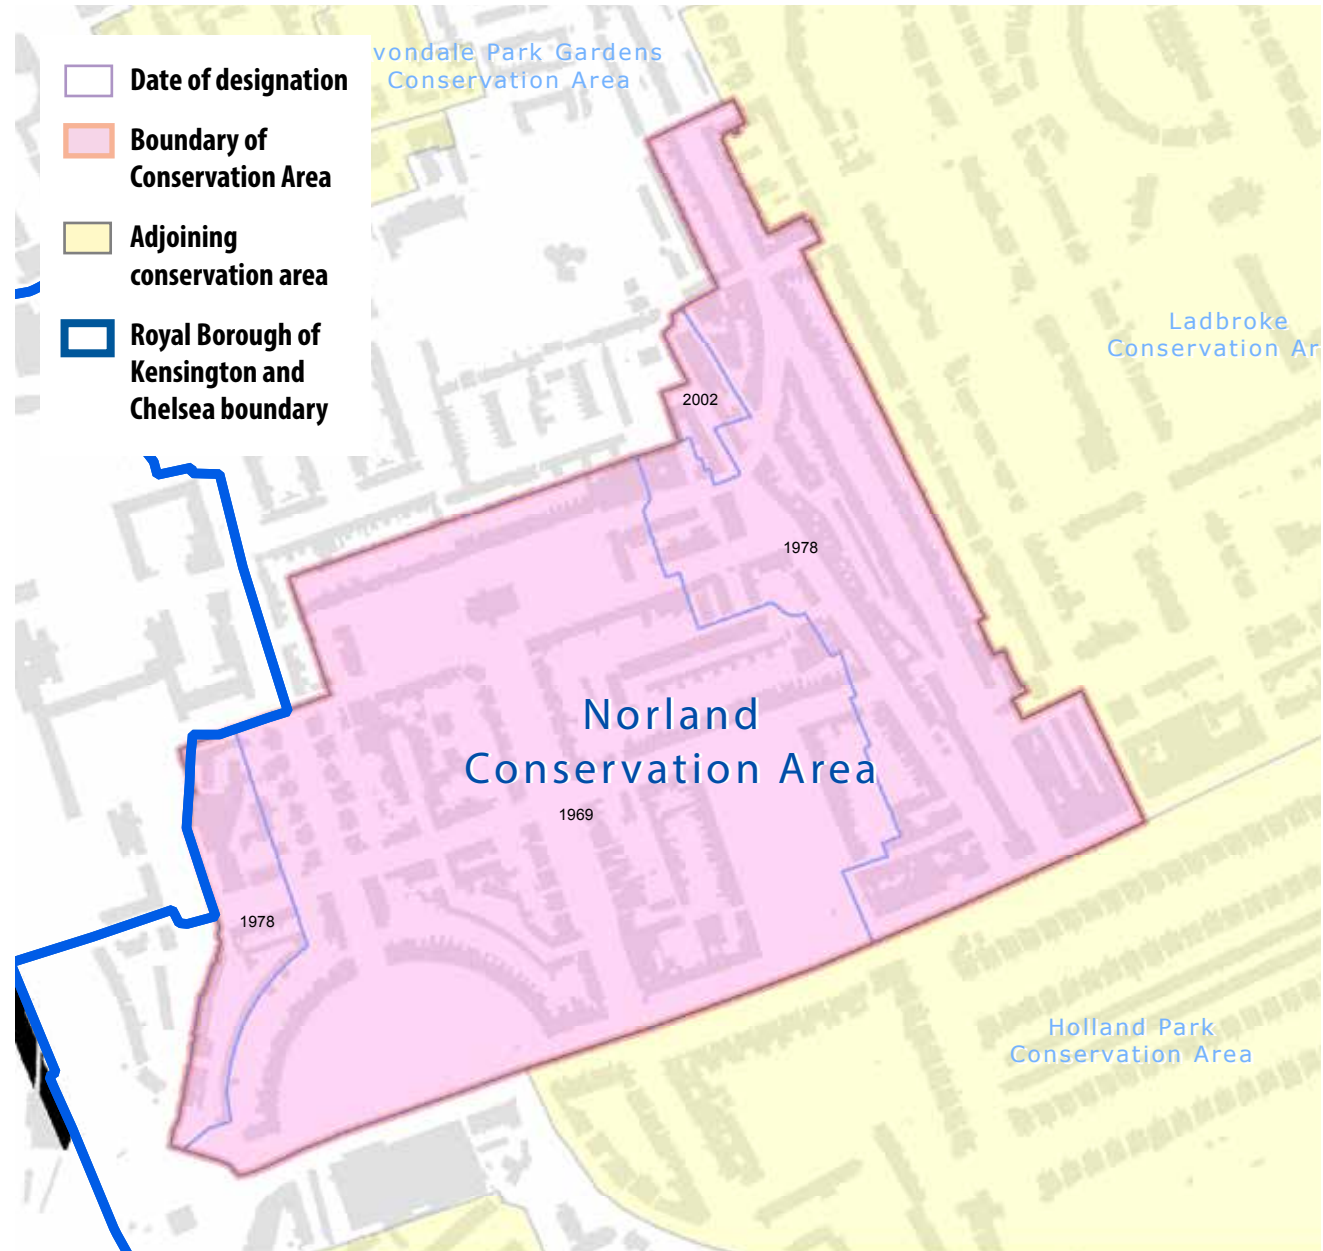 Date of designation
Boundary of
Conservation Area
Adjoining
conservation area
Royal Borough of
Kensington and
Chelsea boundary
vondale Park Gardens
Conservation Area
Ladbroke
Conservation Ar
2002
1978
Norland
Conservation Area
1969
1978
Holland Park
Conservation Area